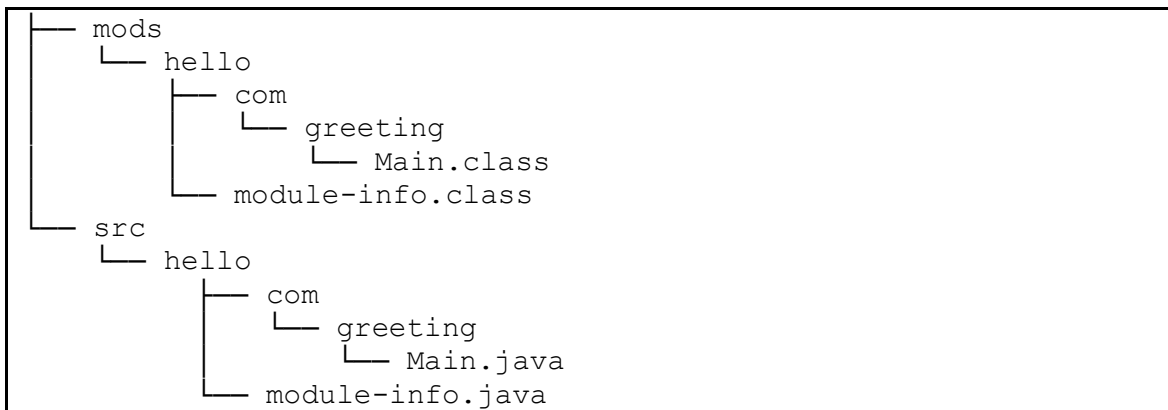 ├── mods
│   └── hello
│       ├── com
│       │   └── greeting
│       │       └── Main.class
│       └── module-info.class
└── src
    └── hello
        ├── com
        │   └── greeting
        │       └── Main.java
        └── module-info.java